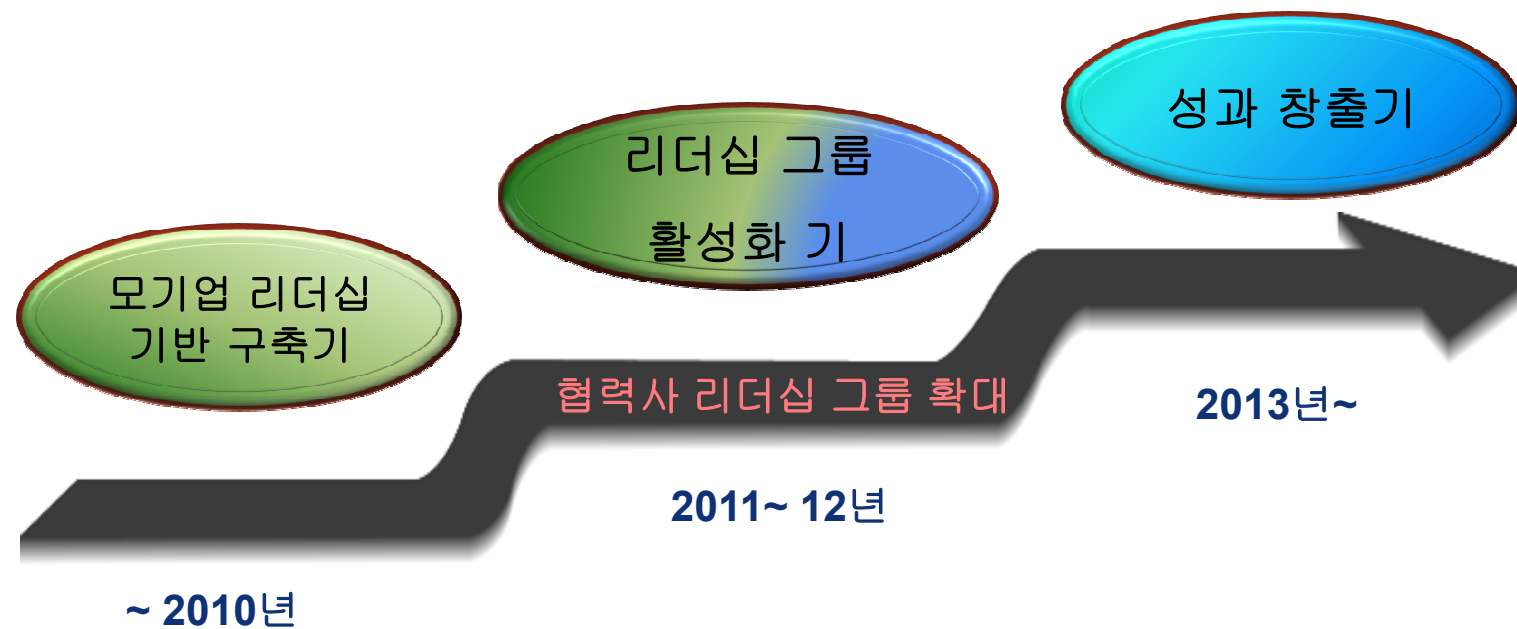 성과 창출기
리더십 그룹
활성화 기
모기업 리더십
기반 구축기
협력사 리더십 그룹 확대
2013년~
2011~ 12년
~ 2010년